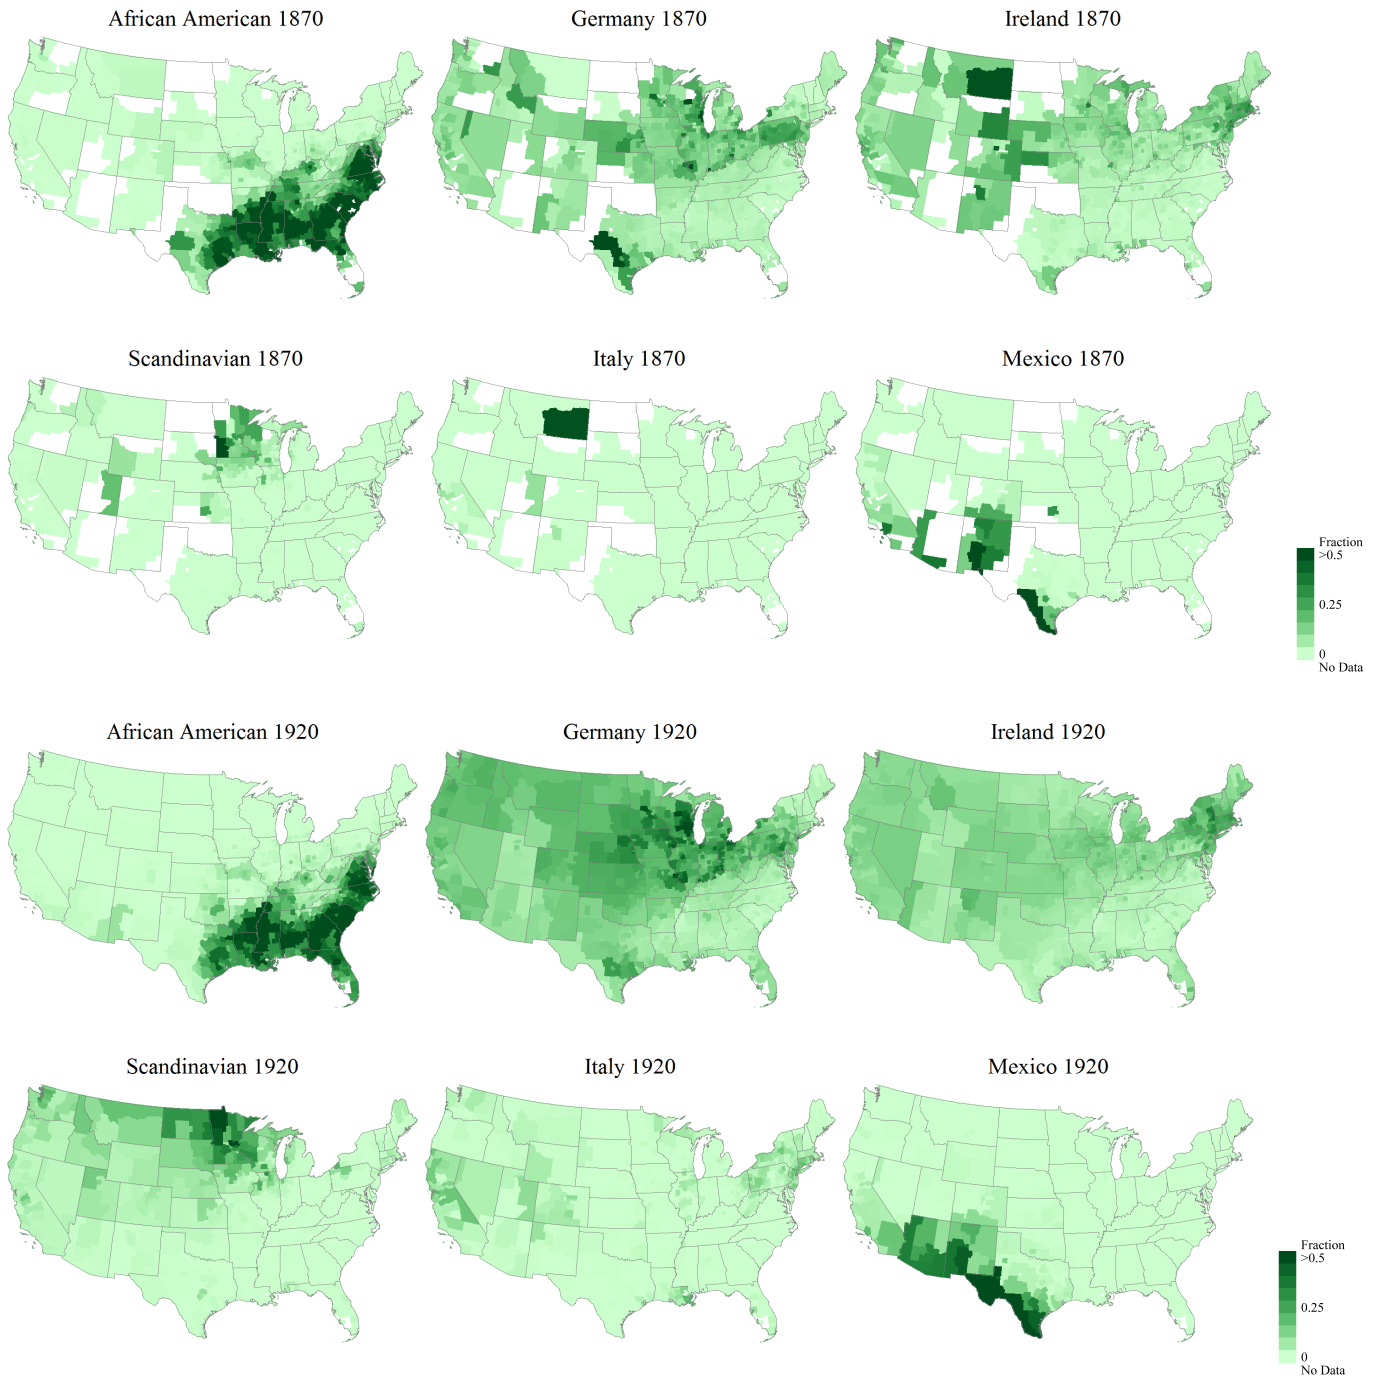 African American 1870
Germany 1870
Ireland 1870
Scandinavian 1870
Italy 1870
Mexico 1870
Fraction
>0.5
0.25
0
No Data
African American 1920
Germany 1920
Ireland 1920
Scandinavian 1920
Italy 1920
Mexico 1920
Fraction
>0.5
0.25
0
No Data